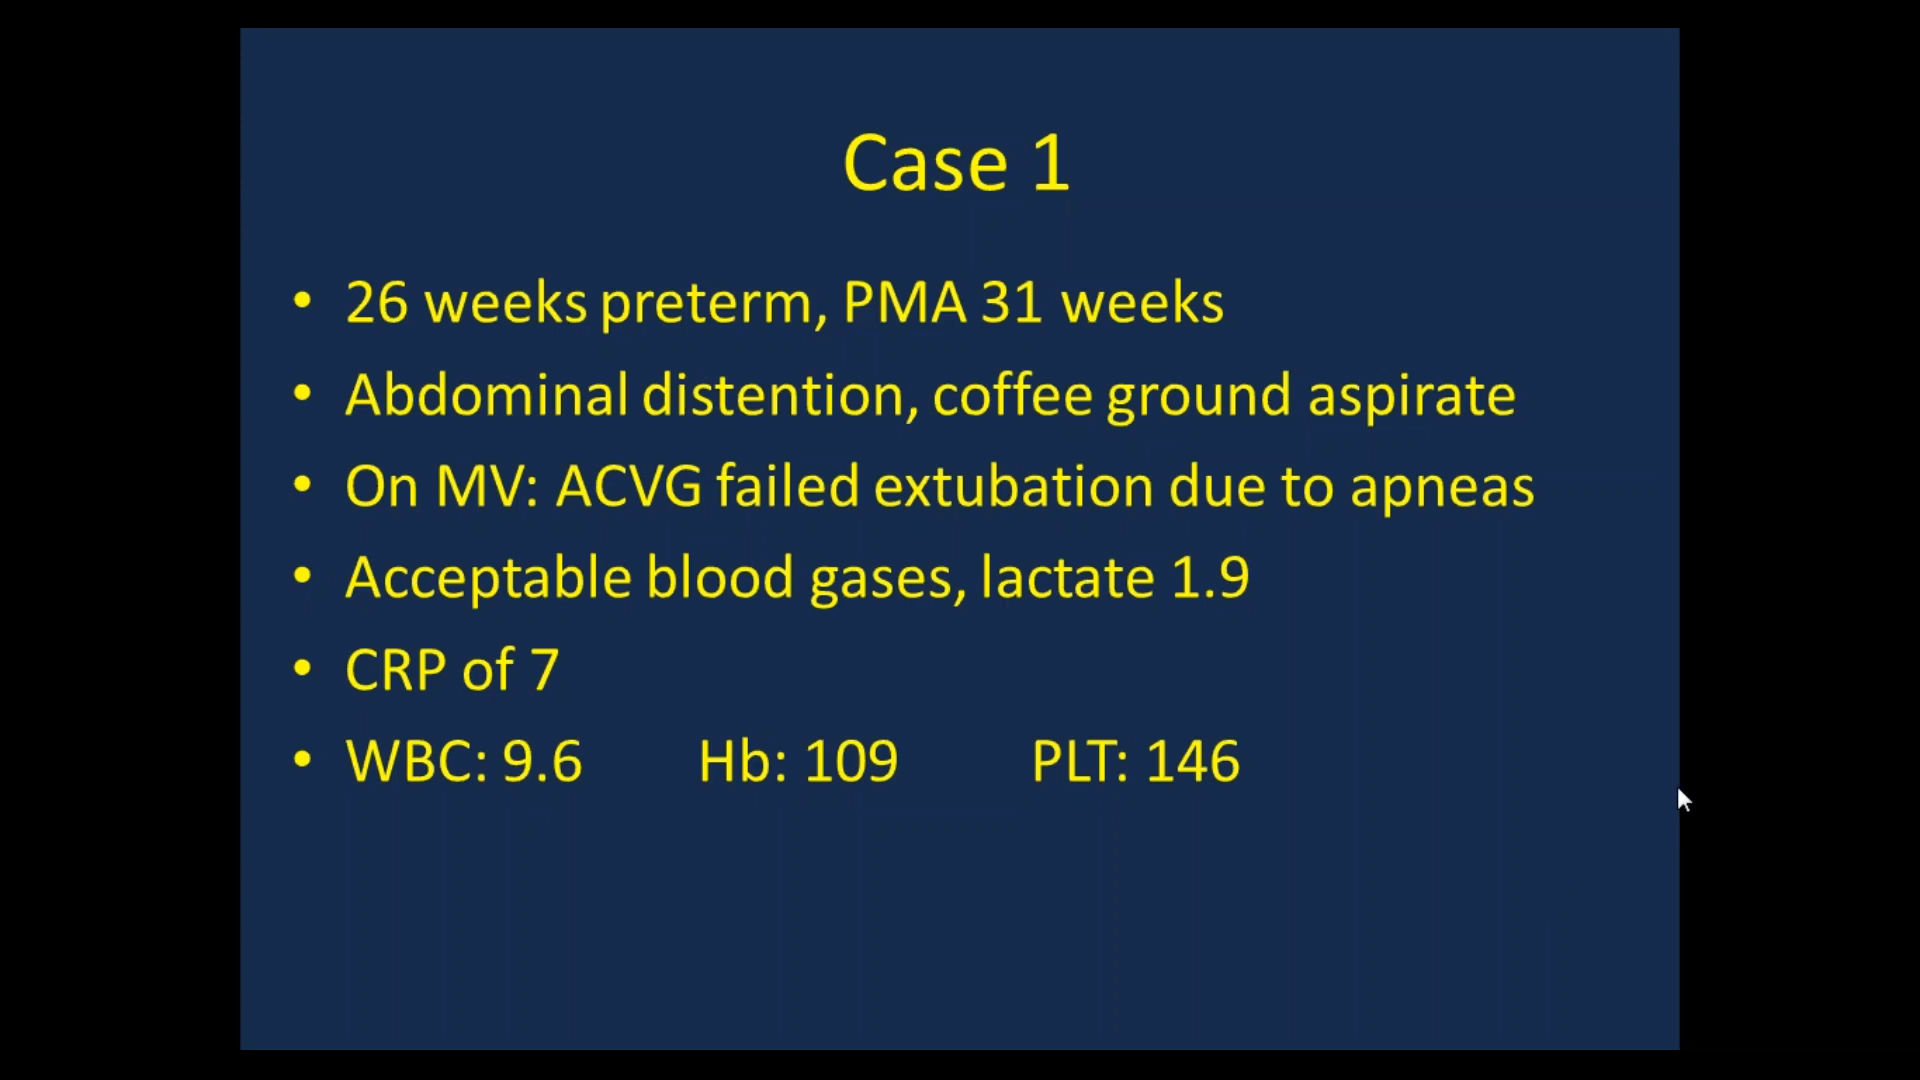 Case 1
• 26 weeks preterm, PMA 31 weeks
• Abdominal distention, coffee ground aspirate
• On MV: ACVG failed extubation due to apneas
• Acceptable blood gases, lactate 1.9
• CRP of 7
• WBC: 9.6 Hb: 109 PLT: 146